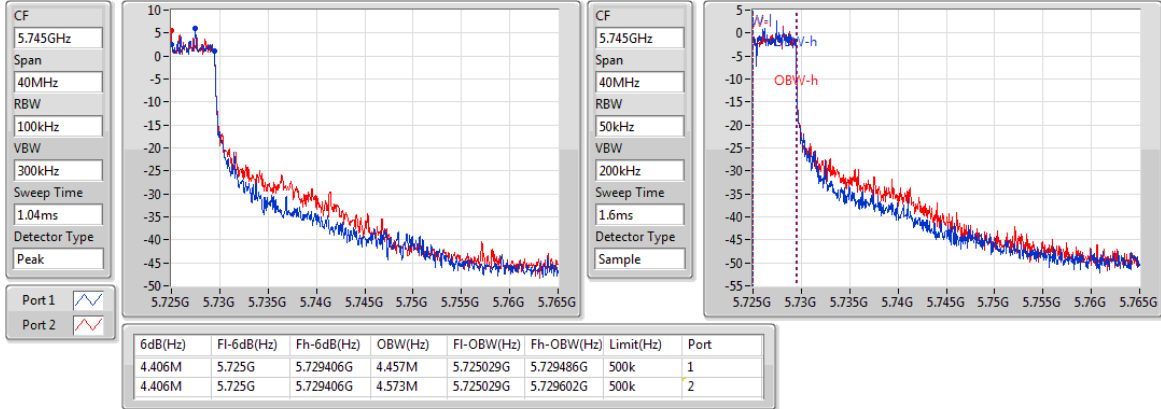 CF
5.745GHz
Span
40MHz
RBW
100kHz
VBW
300kHz
Sweep Time
1.04ms
Detector Type
Peak
Port 1
Port 2
10
5
0
-5
-10
-15
-20
-25
-30
-35
-40
-45
-50
5.725G 5.73G 5.735G 5.74G 5.745G 5.75G 5.755G 5.76G 5.765G
CF
5.745GHz
Span
40MHz
RBW
50kHz
VBW
200kHz
Sweep Time
1.6ms
Detector Type
Sample
5
0
-5
-10
-15
-20
-25
-30
-35
-40
-45
-50
-55
W-l
OBW-h
5.725G 5.73G 5.735G 5.74G 5.745G 5.75G 5.755G 5.76G 5.765G
6dB(Hz) Fl-6dB(Hz) Fh-6dB(Hz) OBW(Hz) Fl-OBW(Hz) Fh-OBW(Hz) Limit(Hz) Port
4.406M 5.725G 5.729406G 4.457M 5.725029G 5.729486G 500k 1
4.406M 5.725G 5.729406G 4.573M 5.725029G 5.729602G 500k 2